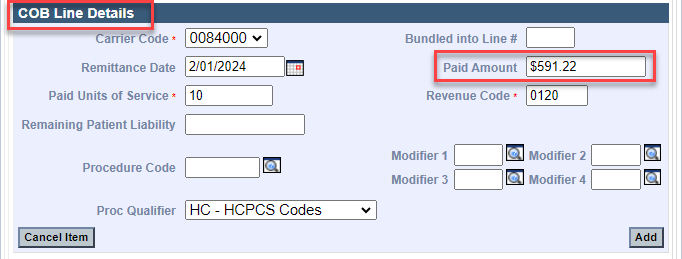 COB Line Details
Carrier Code * 0084000 Bundled into Line #
Remittance Date 2/01/2024 Paid Amount $591.22
Paid Units of Service * 10 Revenue Code * 0120
Remaining Patient Liability
Procedure Code Modifier 1 Modifier 2
Modifier 3 Modifier 4
Proc Qualifier HC - HCPCS Codes
Cancel Item Add